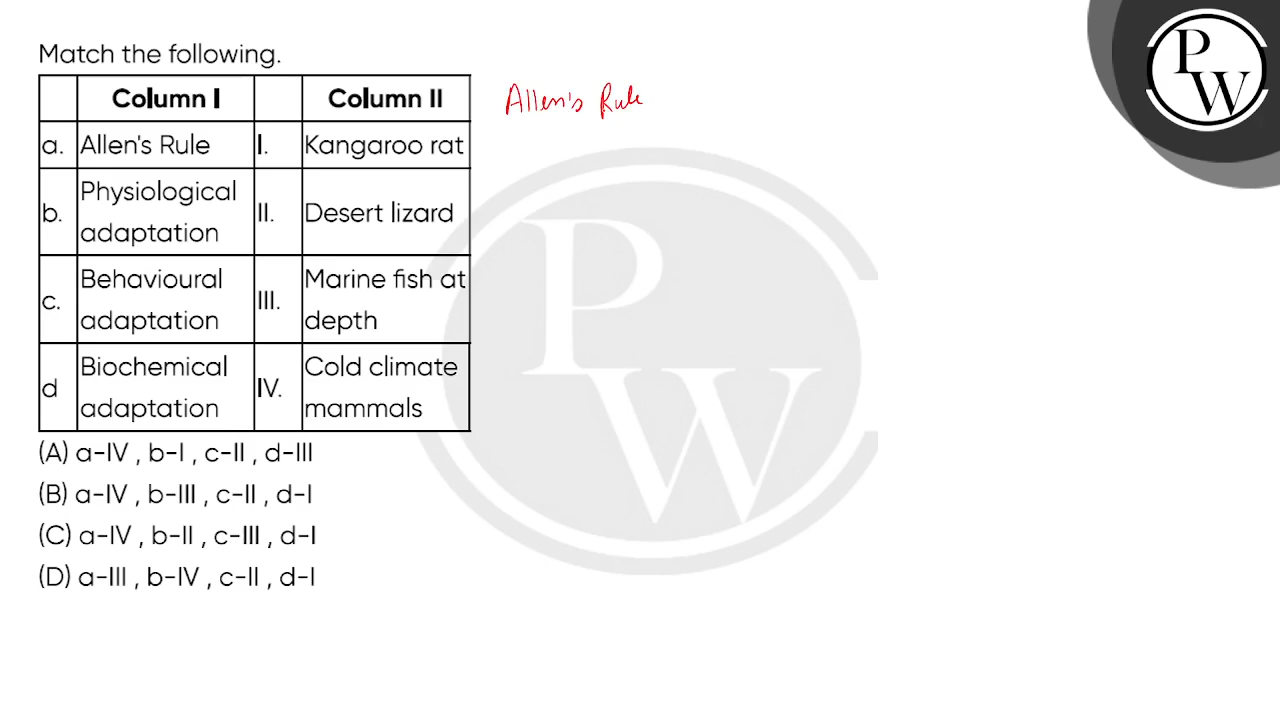 Match the following.
Column I Column II
a. Allen's Rule I. Kangaroo rat
b. Physiological adaptation II. Desert lizard
c. Behavioural adaptation III. Marine fish at depth
d Biochemical adaptation IV. Cold climate mammals
(A) a-IV , b-I , c-II , d-III
(B) a-IV , b-III , c-II , d-I
(C) a-IV , b-II , c-III , d-I
(D) a-III , b-IV , c-II , d-I
Allen's Rule
PW
PW